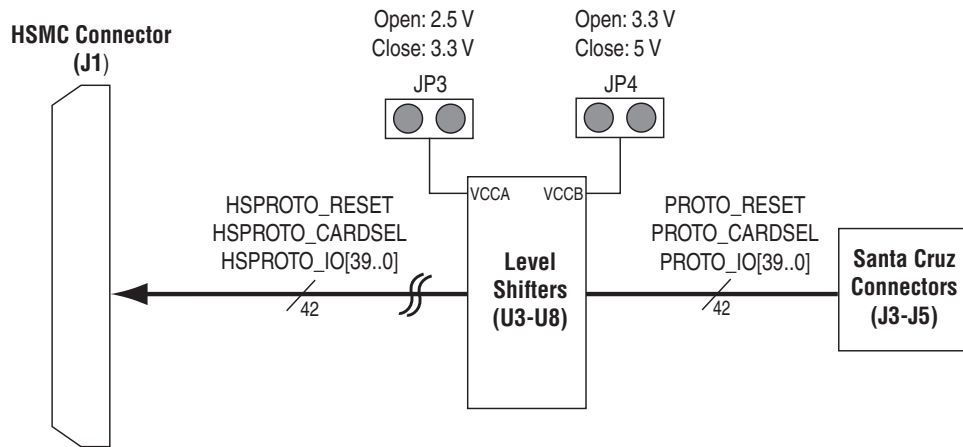 HSMC Connector
(J1)
Open: 2.5 V
Close: 3.3 V
JP3
Open: 3.3 V
Close: 5 V
JP4
VCCA
VCCB
HSPROTO_RESET
HSPROTO_CARDSEL
HSPROTO_IO[39..0]
42
Level
Shifters
(U3-U8)
PROTO_RESET
PROTO_CARDSEL
PROTO_IO[39..0]
42
Santa Cruz
Connectors
(J3-J5)